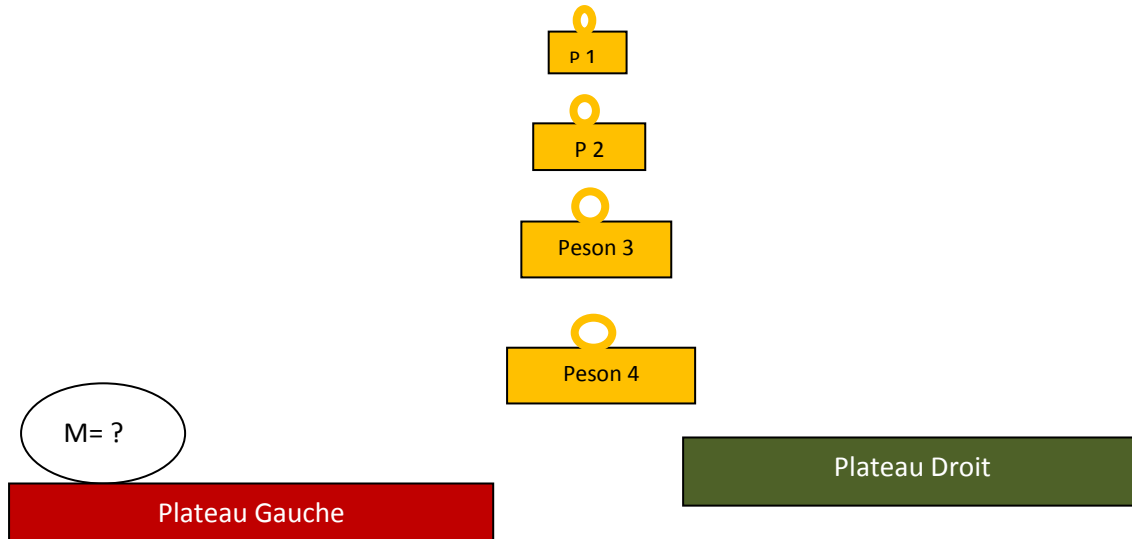 P 1
P 2
Peson 3
Peson 4
M= ?
Plateau Droit
Plateau Gauche